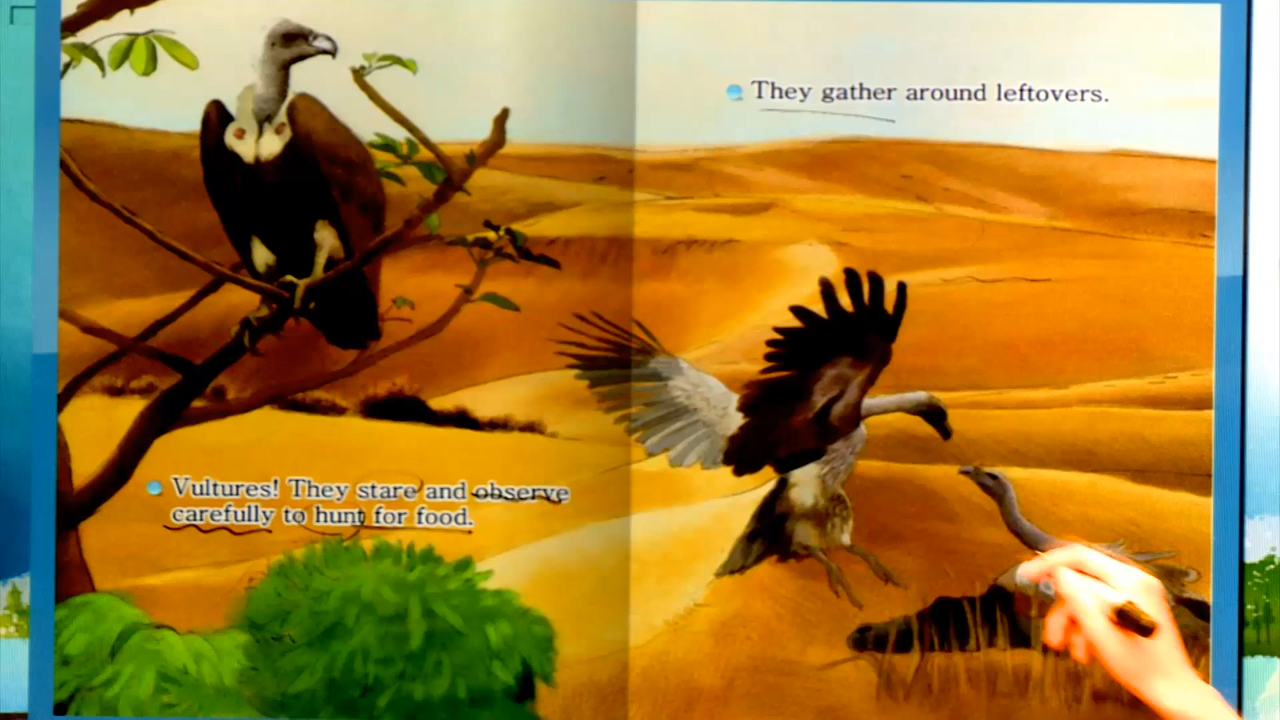 They gather around leftovers.
Vultures! They stare and observe
carefully to hunt for food.